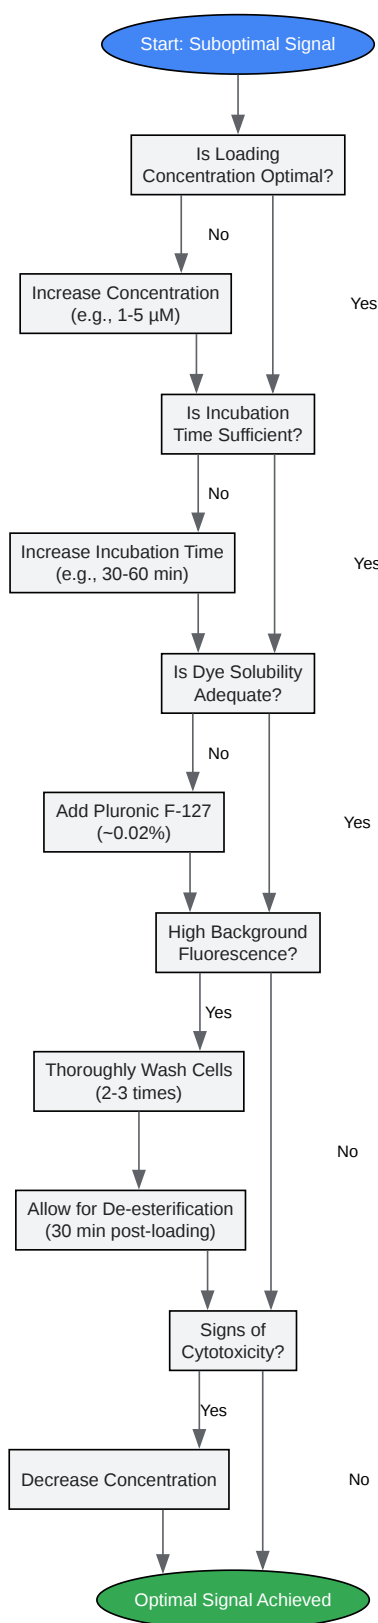 Start: Suboptimal Signal
Is Loading
Concentration Optimal?
No
Increase Concentration
(e.g., 1-5 µM)
Yes
Is Incubation
Time Sufficient?
No
Increase Incubation Time
(e.g., 30-60 min)
Yes
Is Dye Solubility
Adequate?
No
Add Pluronic F-127
(~0.02%)
Yes
High Background
Fluorescence?
Yes
Thoroughly Wash Cells
(2-3 times)
No
Allow for De-esterification
(30 min post-loading)
Signs of
Cytotoxicity?
Yes
Decrease Concentration
No
Optimal Signal Achieved